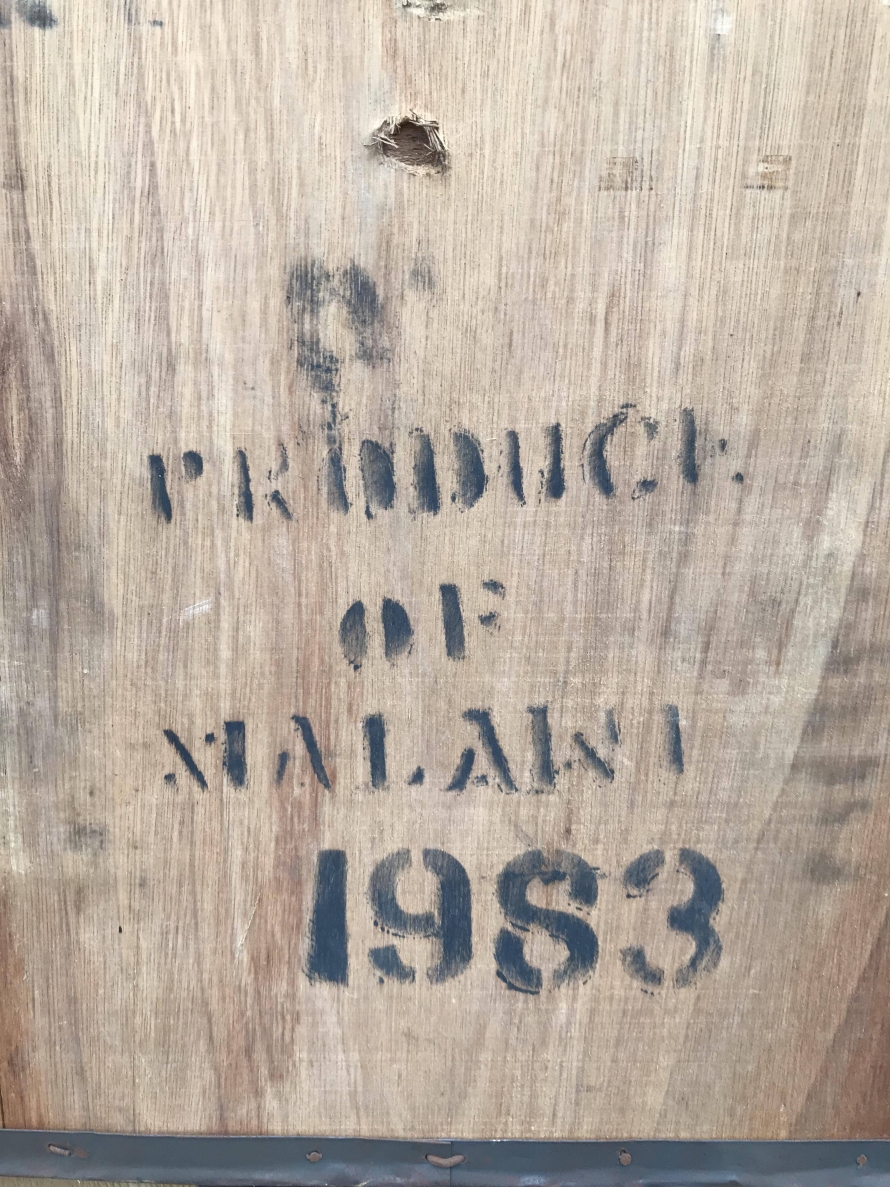 PRODUCE
OF
MALAWI
1983